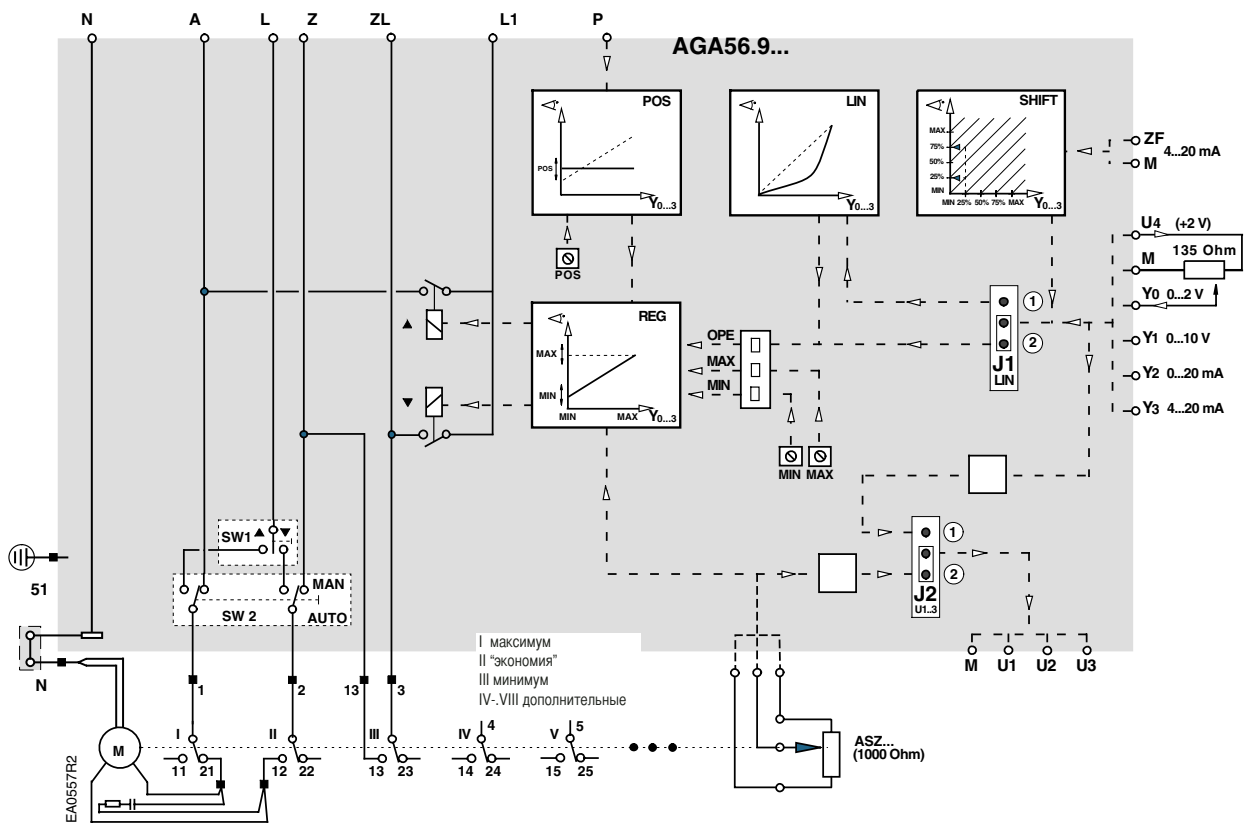 N A L Z ZL L1 P
AGA56.9...
POS
POS
Y0...3
POS
LIN
Y0...3
SHIFT
MAX
75%
50%
25%
MIN
MIN 25% 50% 75% MAX Y0...3
ZF
4...20 mA
M
U4 (+2 V)
135 Ohm
M
Y0 0...2 V
Y1 0...10 V
Y2 0...20 mA
Y3 4...20 mA
REG
MAX
MIN
MIN MAX Y0...3
OPE
MAX
MIN
MIN MAX
1
2
J1
LIN
1
2
J2
U1..3
M U1 U2 U3
SW1
MAN
SW 2 AUTO
51
N
I максимум
II "экономия"
III минимум
IV-.VIII дополнительные
1 2 13 3
4 5
I II III IV V
11 21 12 22 13 23 14 24 15 25
M
ASZ...
(1000 Ohm)
EA0557R2